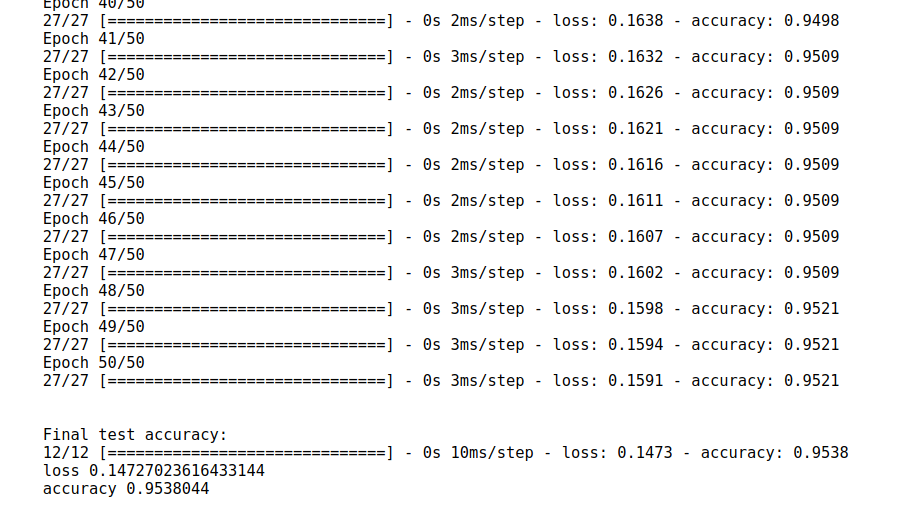 Epoch 40/50
27/27 [==============================] - 0s 2ms/step - loss: 0.1638 - accuracy: 0.9498
Epoch 41/50
27/27 [==============================] - 0s 3ms/step - loss: 0.1632 - accuracy: 0.9509
Epoch 42/50
27/27 [==============================] - 0s 2ms/step - loss: 0.1626 - accuracy: 0.9509
Epoch 43/50
27/27 [==============================] - 0s 2ms/step - loss: 0.1621 - accuracy: 0.9509
Epoch 44/50
27/27 [==============================] - 0s 2ms/step - loss: 0.1616 - accuracy: 0.9509
Epoch 45/50
27/27 [==============================] - 0s 2ms/step - loss: 0.1611 - accuracy: 0.9509
Epoch 46/50
27/27 [==============================] - 0s 2ms/step - loss: 0.1607 - accuracy: 0.9509
Epoch 47/50
27/27 [==============================] - 0s 3ms/step - loss: 0.1602 - accuracy: 0.9509
Epoch 48/50
27/27 [==============================] - 0s 3ms/step - loss: 0.1598 - accuracy: 0.9521
Epoch 49/50
27/27 [==============================] - 0s 3ms/step - loss: 0.1594 - accuracy: 0.9521
Epoch 50/50
27/27 [==============================] - 0s 3ms/step - loss: 0.1591 - accuracy: 0.9521
Final test accuracy:
12/12 [==============================] - 0s 10ms/step - loss: 0.1473 - accuracy: 0.9538
loss 0.14727023616433144
accuracy 0.9538044